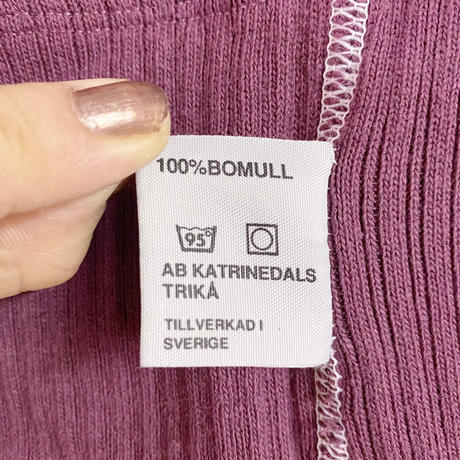 100%BOMULL
95°
AB KATRINEDALS
TRIKÅ
TILLVERKAD I
SVERIGE